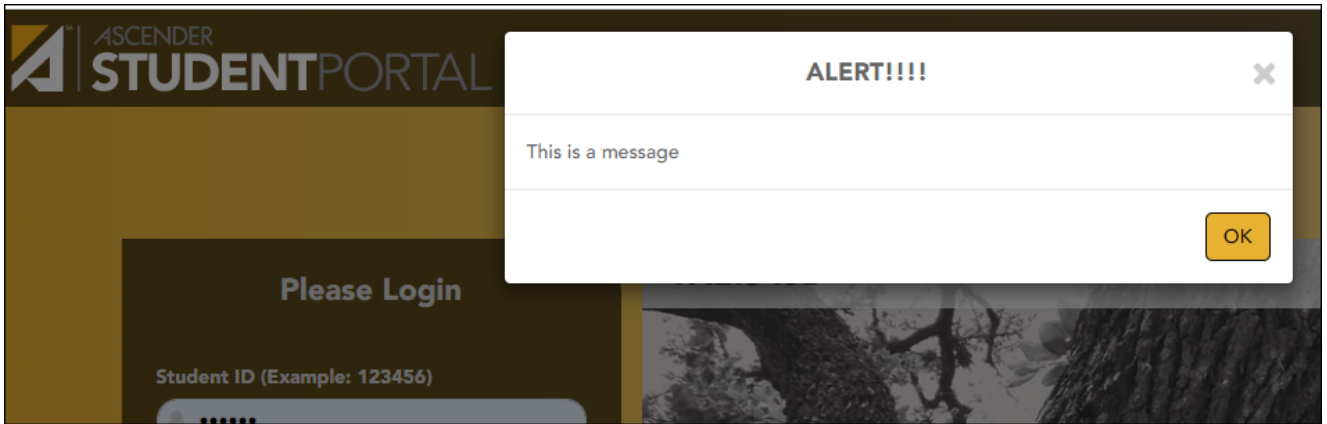 ASCENDER
STUDENTPORTAL
ALERT!!!!
This is a message
OK
Please Login
Student ID (Example: 123456)